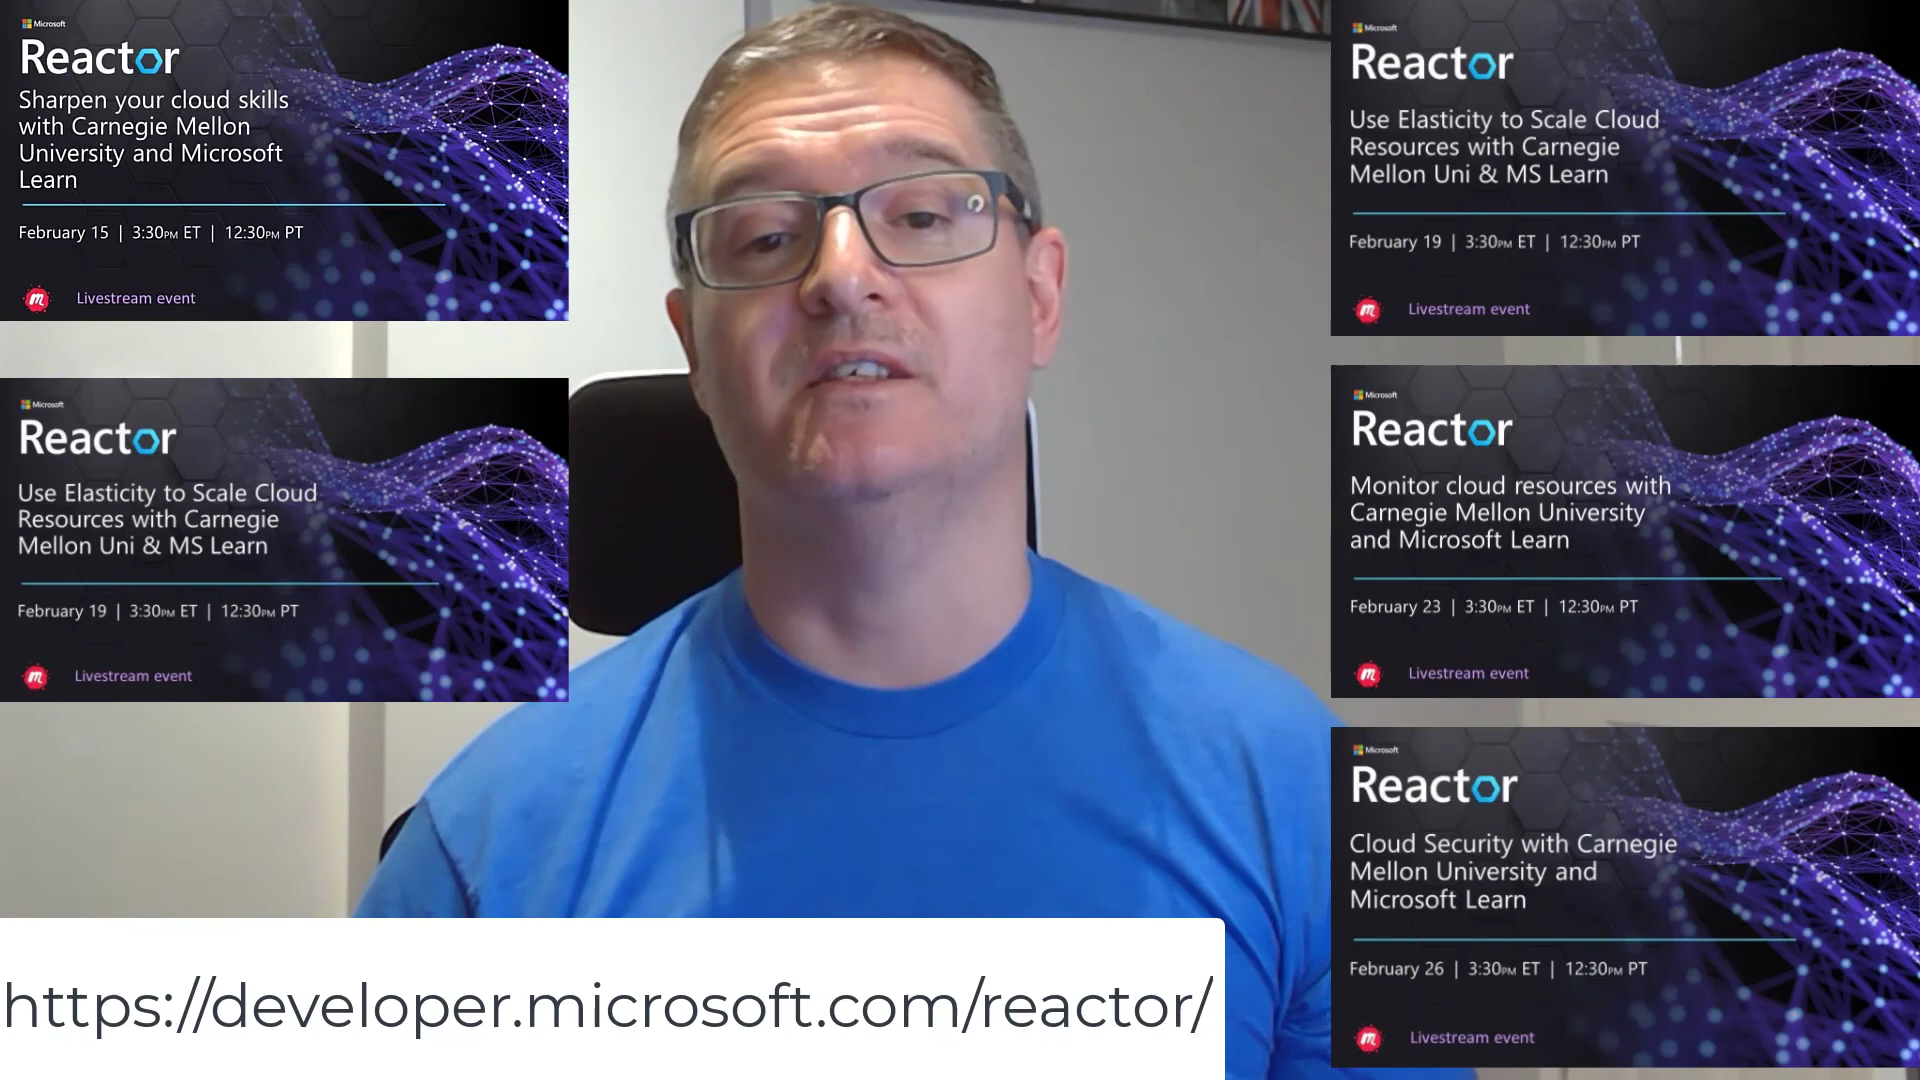 Microsoft
Reactor
Sharpen your cloud skills
with Carnegie Mellon
University and Microsoft
Learn
February 15 | 3:30PM ET | 12:30PM PT
Livestream event
Microsoft
Reactor
Use Elasticity to Scale Cloud
Resources with Carnegie
Mellon Uni & MS Learn
February 19 | 3:30PM ET | 12:30PM PT
Livestream event
Microsoft
Reactor
Use Elasticity to Scale Cloud
Resources with Carnegie
Mellon Uni & MS Learn
February 19 | 3:30PM ET | 12:30PM PT
Livestream event
Microsoft
Reactor
Monitor cloud resources with
Carnegie Mellon University
and Microsoft Learn
February 23 | 3:30PM ET | 12:30PM PT
Livestream event
Microsoft
Reactor
Cloud Security with Carnegie
Mellon University and
Microsoft Learn
February 26 | 3:30PM ET | 12:30PM PT
Livestream event
https://developer.microsoft.com/reactor/